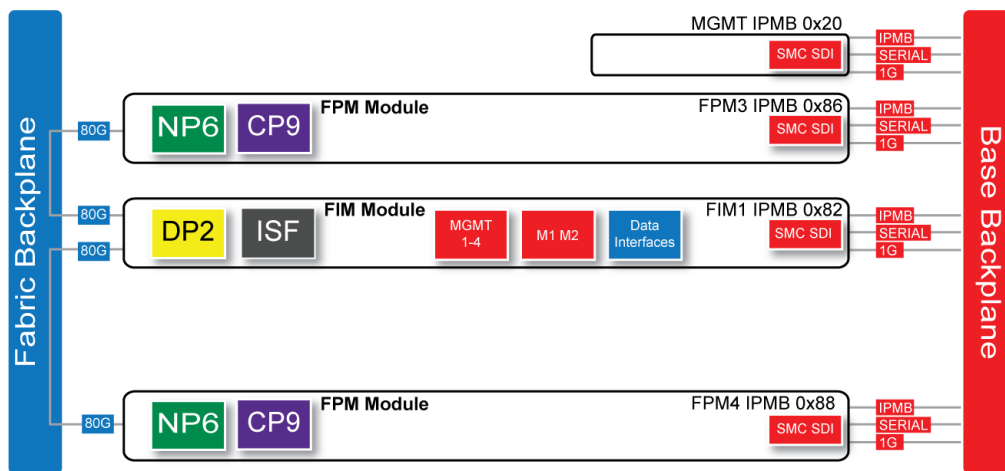 Fabric Backplane
MGMT IPMB 0x20
SMC SDI
IPMB
SERIAL
1G
80G
FPM Module
NP6
CP9
FPM3 IPMB 0x86
SMC SDI
IPMB
SERIAL
1G
80G
80G
FIM Module
DP2
ISF
MGMT
1-4
M1 M2
Data
Interfaces
FIM1 IPMB 0x82
SMC SDI
IPMB
SERIAL
1G
80G
FPM Module
NP6
CP9
FPM4 IPMB 0x88
SMC SDI
IPMB
SERIAL
1G
Base Backplane